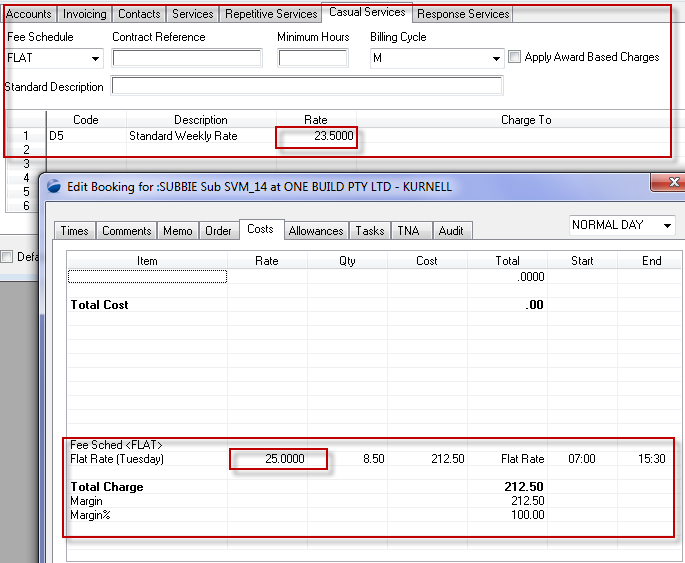 Accounts Invoicing Contacts Services Repetitive Services Casual Services Response Services
Fee Schedule Contract Reference Minimum Hours Billing Cycle
FLAT M Apply Award Based Charges
Standard Description
Code Description Rate Charge To
1 D5 Standard Weekly Rate 23.5000
2
3
4
5
6
Edit Booking for :SUBBIE Sub SVM_14 at ONE BUILD PTY LTD - KURNELL
Times Comments Memo Order Costs Allowances Tasks TNA Audit NORMAL DAY
Item Rate Qty Cost Total Start End
.0000
Total Cost .00
Fee Sched <FLAT>
Flat Rate (Tuesday) 25.0000 8.50 212.50 Flat Rate 07:00 15:30
Total Charge 212.50
Margin 212.50
Margin% 100.00